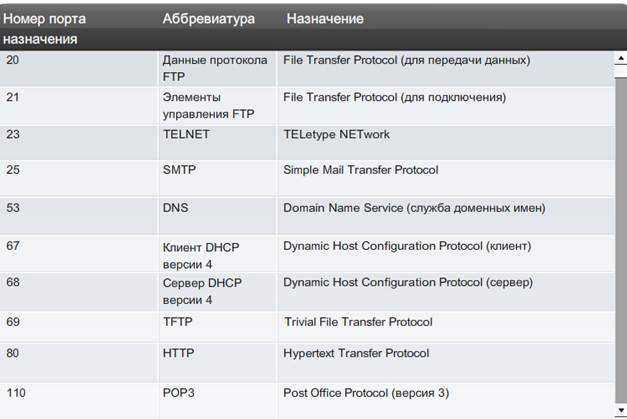 Номер порта назначения Аббревиатура Назначение
20 Данные протокола FTP File Transfer Protocol (для передачи данных)
21 Элементы управления FTP File Transfer Protocol (для подключения)
23 TELNET TELetype NETwork
25 SMTP Simple Mail Transfer Protocol
53 DNS Domain Name Service (служба доменных имен)
67 Клиент DHCP версии 4 Dynamic Host Configuration Protocol (клиент)
68 Сервер DHCP версии 4 Dynamic Host Configuration Protocol (сервер)
69 TFTP Trivial File Transfer Protocol
80 HTTP Hypertext Transfer Protocol
110 POP3 Post Office Protocol (версия 3)